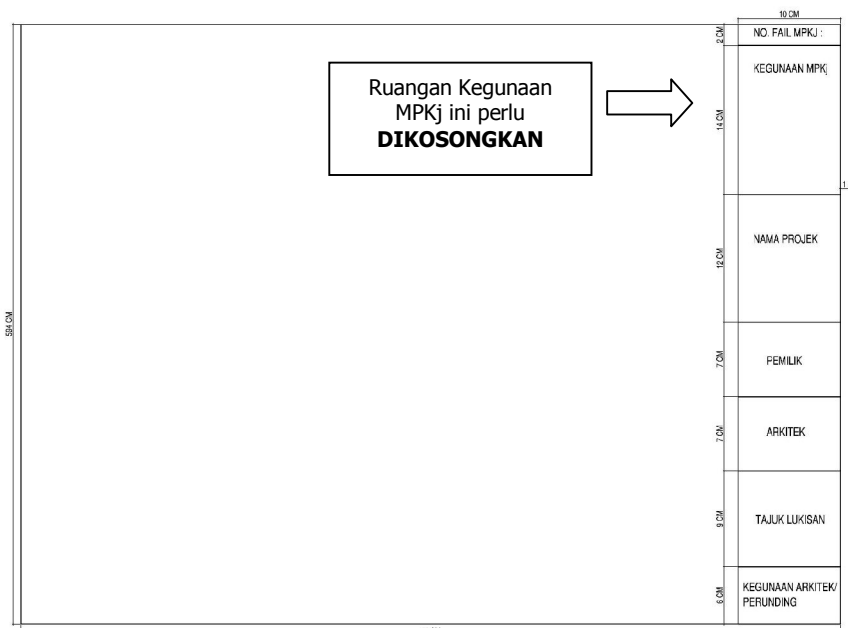 10 CM
2 CM
NO. FAIL MPKJ :
Ruangan Kegunaan
MPKj ini perlu
DIKOSONGKAN
14 CM
KEGUNAAN MPKj
1
12 CM
NAMA PROJEK
594 CM
7 CM
PEMILIK
7 CM
ARKITEK
9 CM
TAJUK LUKISAN
6 CM
KEGUNAAN ARKITEK/
PERUNDING